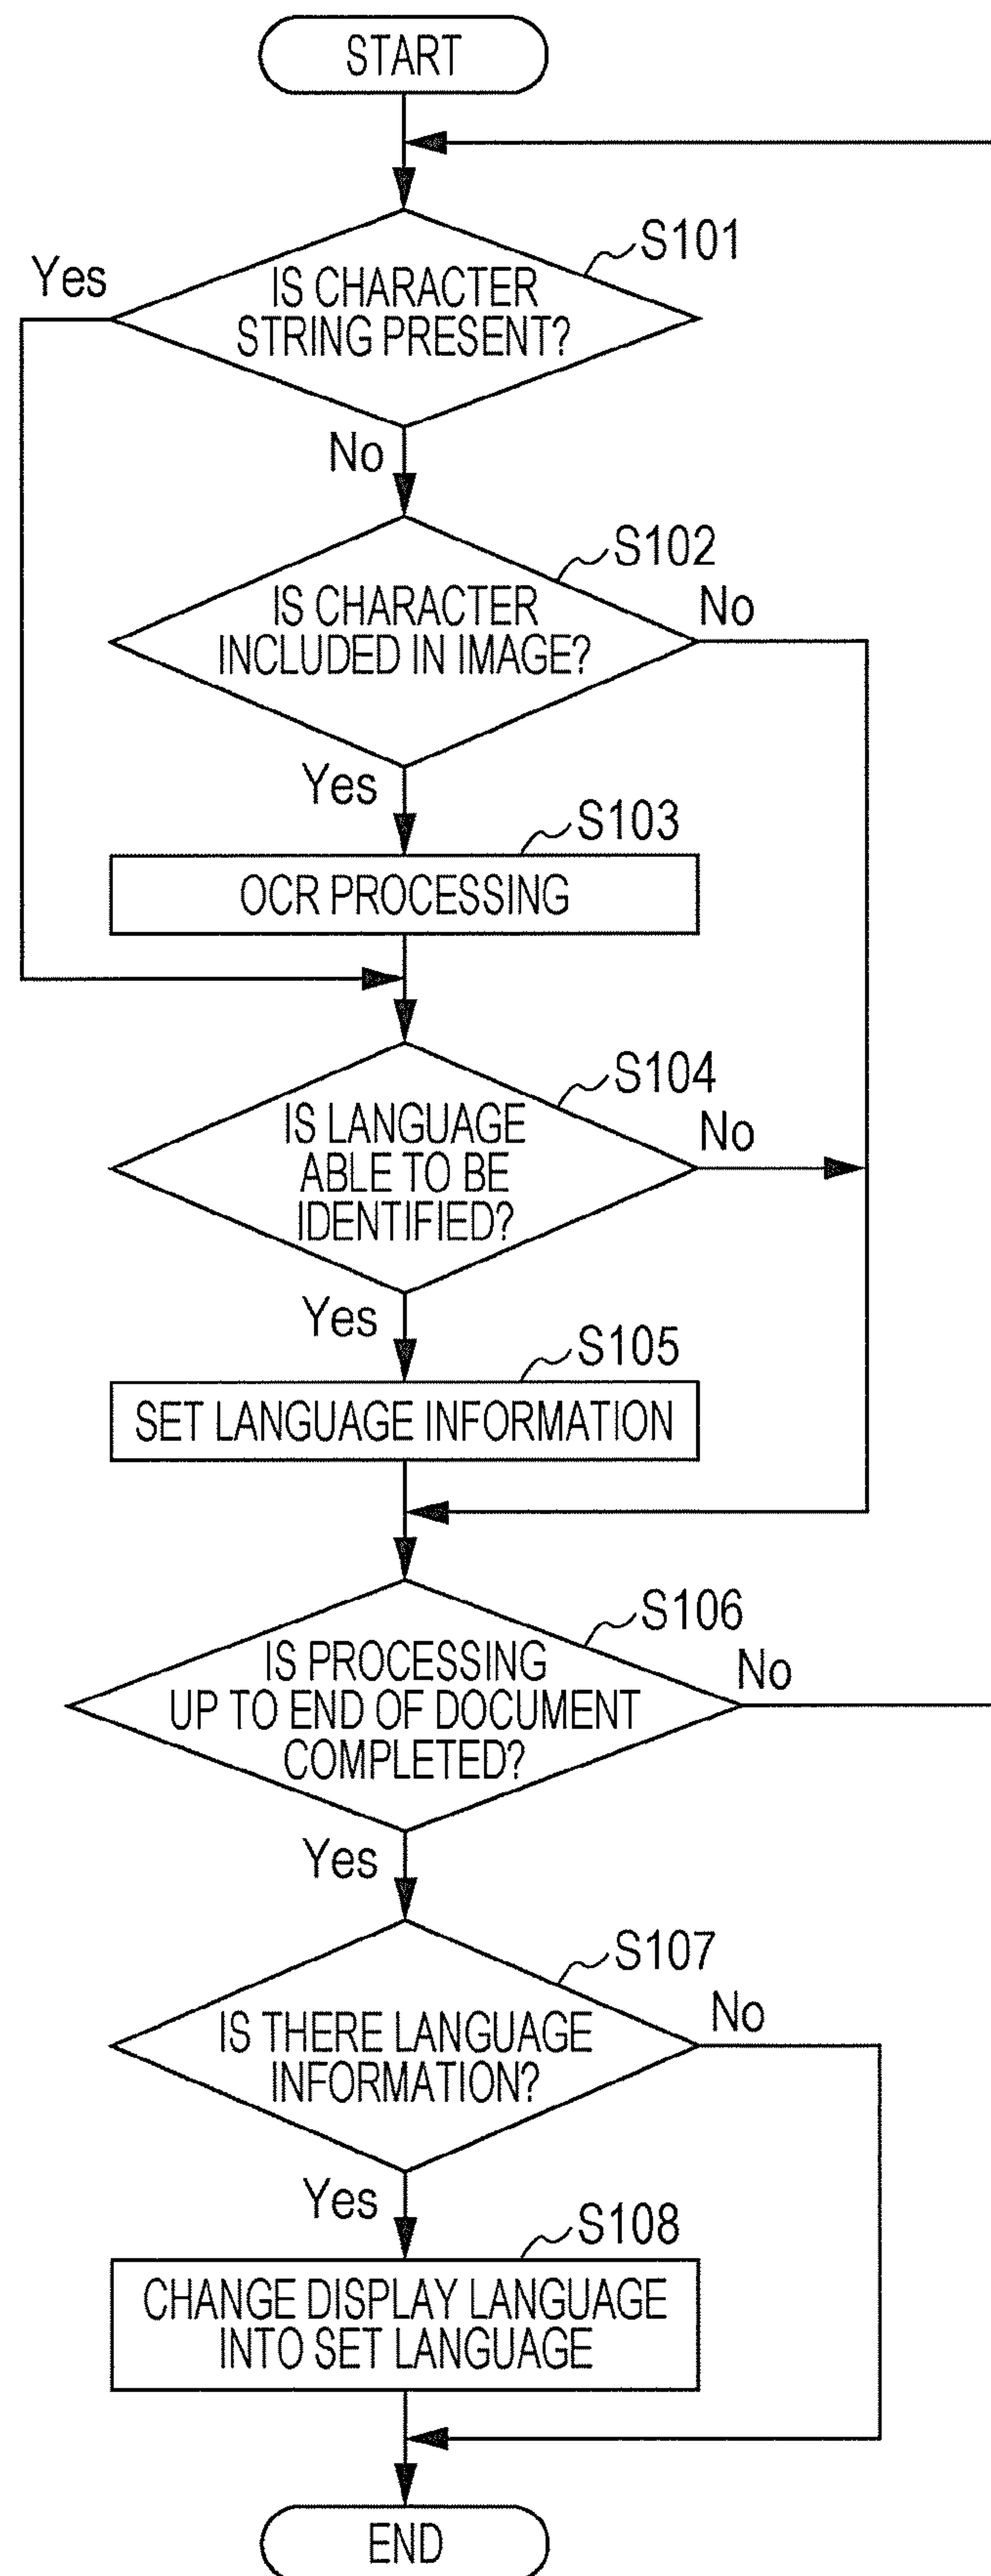 START
S101
Yes
IS CHARACTER
STRING PRESENT?
No
S102
IS CHARACTER
INCLUDED IN IMAGE?
No
Yes
S103
OCR PROCESSING
S104
IS LANGUAGE
ABLE TO BE
IDENTIFIED?
No
Yes
S105
SET LANGUAGE INFORMATION
S106
IS PROCESSING
UP TO END OF DOCUMENT
COMPLETED?
No
Yes
S107
IS THERE LANGUAGE
INFORMATION?
No
Yes
S108
CHANGE DISPLAY LANGUAGE
INTO SET LANGUAGE
END